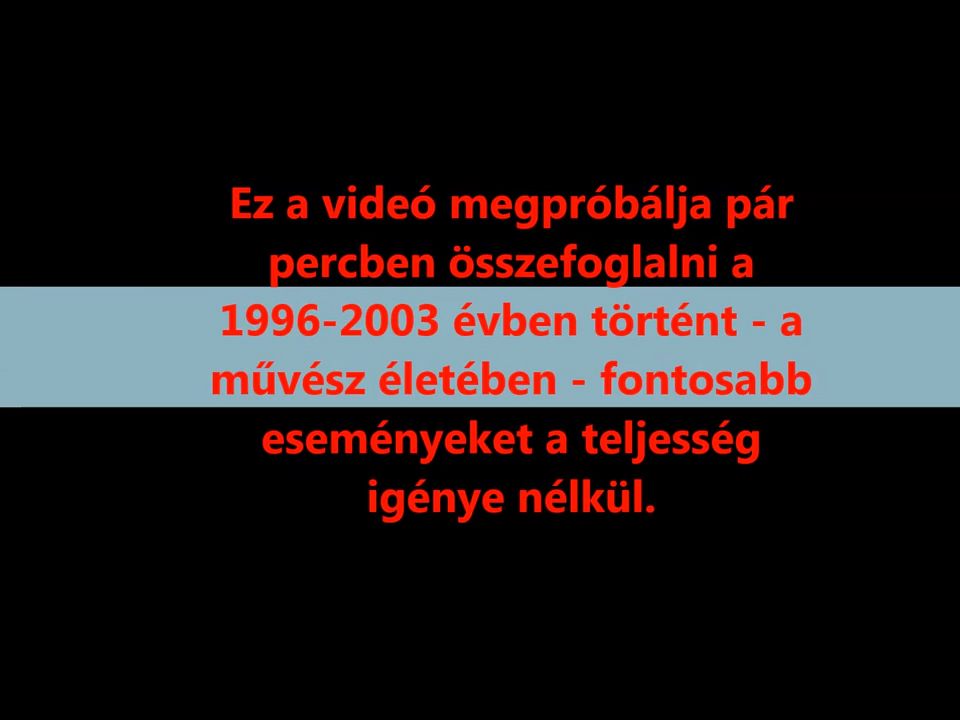 Ez a videó megpróbálja pár
percben összefoglalni a
1996-2003 évben történt - a
művész életében - fontosabb
eseményeket a teljesség
igénye nélkül.